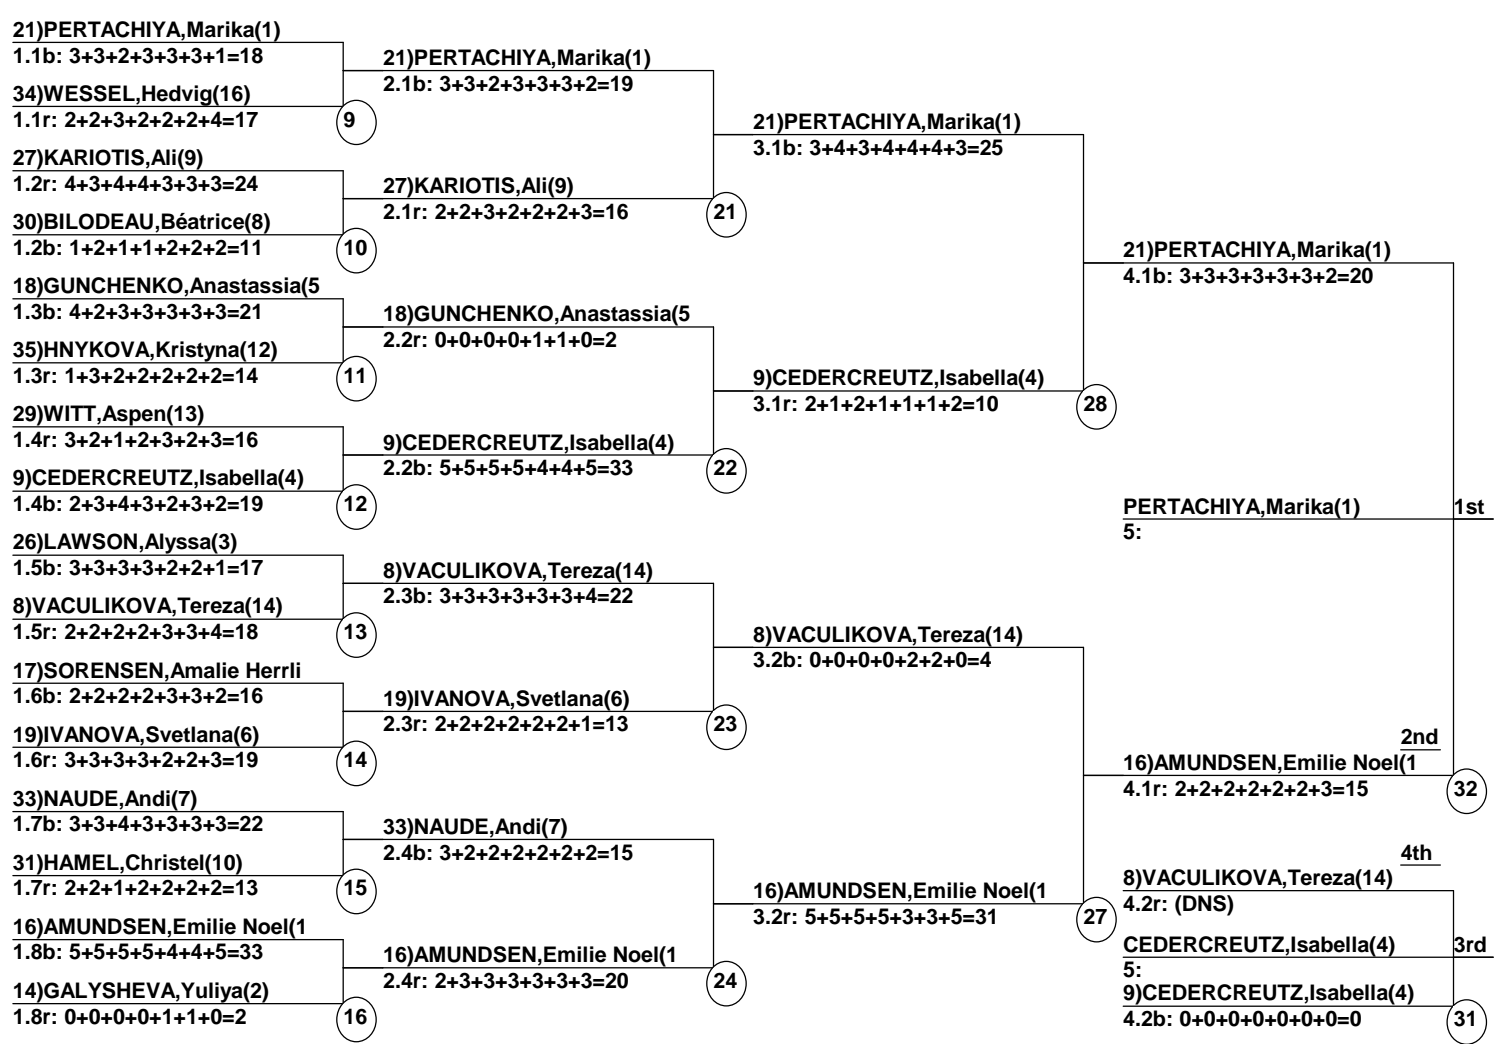 21)PERTACHIYA,Marika(1)
1.1b: 3+3+2+3+3+3+1=18
34)WESSEL,Hedvig(16)
1.1r: 2+2+3+2+2+2+4=17
9
27)KARIOTIS,Ali(9)
1.2r: 4+3+4+4+3+3+3=24
30)BILODEAU,Béatrice(8)
1.2b: 1+2+1+1+2+2+2=11
10
18)GUNCHENKO,Anastassia(5
1.3b: 4+2+3+3+3+3+3=21
35)HNYKOVA,Kristyna(12)
1.3r: 1+3+2+2+2+2+2=14
11
29)WITT,Aspen(13)
1.4r: 3+2+1+2+3+2+3=16
9)CEDERCREUTZ,Isabella(4)
1.4b: 2+3+4+3+2+3+2=19
12
26)LAWSON,Alyssa(3)
1.5b: 3+3+3+3+2+2+1=17
8)VACULIKOVA,Tereza(14)
1.5r: 2+2+2+2+3+3+4=18
13
17)SORENSEN,Amalie Herrli
1.6b: 2+2+2+2+3+3+2=16
19)IVANOVA,Svetlana(6)
1.6r: 3+3+3+3+2+2+3=19
14
33)NAUDE,Andi(7)
1.7b: 3+3+4+3+3+3+3=22
31)HAMEL,Christel(10)
1.7r: 2+2+1+2+2+2+2=13
15
16)AMUNDSEN,Emilie Noel(1
1.8b: 5+5+5+5+4+4+5=33
14)GALYSHEVA,Yuliya(2)
1.8r: 0+0+0+0+1+1+0=2
16
21)PERTACHIYA,Marika(1)
2.1b: 3+3+2+3+3+3+2=19
27)KARIOTIS,Ali(9)
2.1r: 2+2+3+2+2+2+3=16
21
18)GUNCHENKO,Anastassia(5
2.2r: 0+0+0+0+1+1+0=2
9)CEDERCREUTZ,Isabella(4)
2.2b: 5+5+5+5+4+4+5=33
22
8)VACULIKOVA,Tereza(14)
2.3b: 3+3+3+3+3+3+4=22
19)IVANOVA,Svetlana(6)
2.3r: 2+2+2+2+2+2+1=13
23
33)NAUDE,Andi(7)
2.4b: 3+2+2+2+2+2+2=15
16)AMUNDSEN,Emilie Noel(1
2.4r: 2+3+3+3+3+3+3=20
24
21)PERTACHIYA,Marika(1)
3.1b: 3+4+3+4+4+4+3=25
9)CEDERCREUTZ,Isabella(4)
3.1r: 2+1+2+1+1+1+2=10
28
8)VACULIKOVA,Tereza(14)
3.2b: 0+0+0+0+2+2+0=4
16)AMUNDSEN,Emilie Noel(1
3.2r: 5+5+5+5+3+3+5=31
27
21)PERTACHIYA,Marika(1)
4.1b: 3+3+3+3+3+3+2=20
PERTACHIYA,Marika(1) 1st
5:
2nd
16)AMUNDSEN,Emilie Noel(1
4.1r: 2+2+2+2+2+2+3=15
32
4th
8)VACULIKOVA,Tereza(14)
4.2r: (DNS)
CEDERCREUTZ,Isabella(4) 3rd
5:
9)CEDERCREUTZ,Isabella(4)
4.2b: 0+0+0+0+0+0+0=0
31